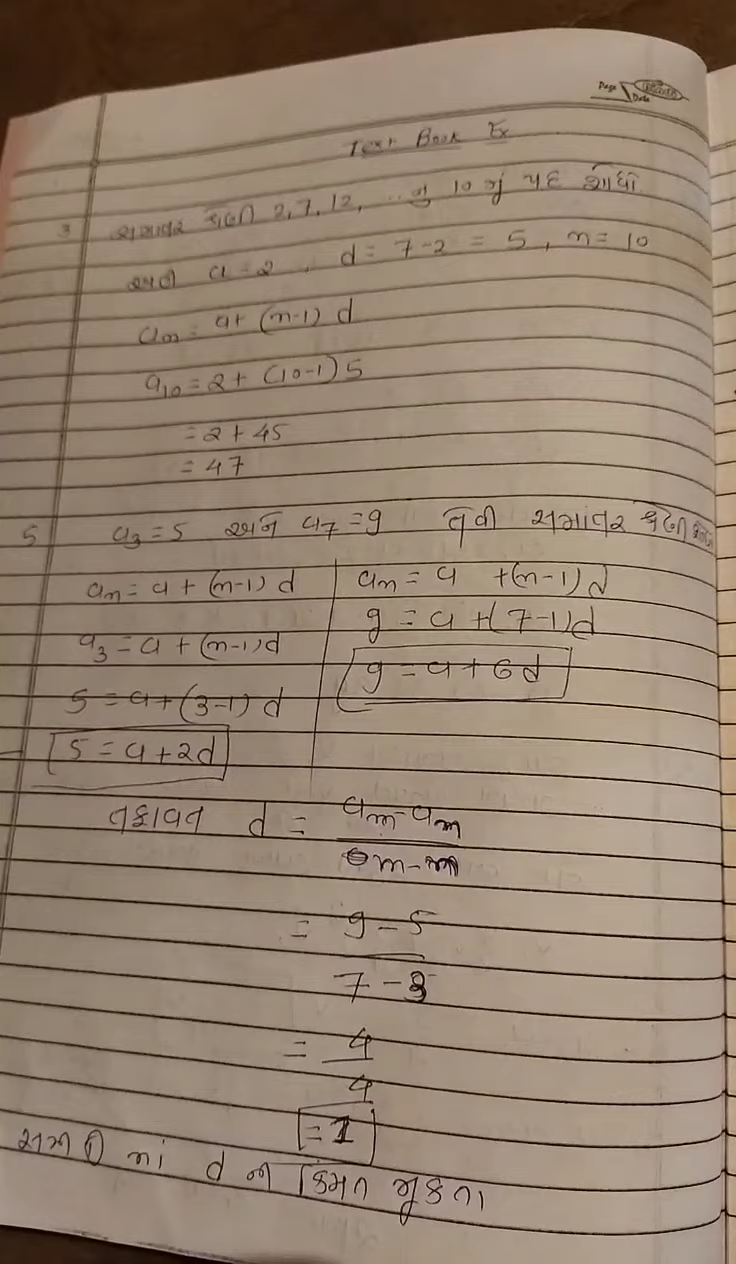 Page
Date
Text Book Ex
3 સમાંતર શ્રેણી 2, 7, 12, ... નું 10 મું પદ શોધો
અહી a = 2, d = 7-2 = 5, n = 10
an = a + (n-1) d
a10 = 2 + (10-1) 5
= 2 + 45
= 47
5 a3 = 5 અને a7 = 9 તેવી સમાંતર શ્રેણી
an = a + (n-1) d
a3 = a + (n-1) d
5 = a + (3-1) d
5 = a + 2d
an = a + (n-1) d
9 = a + (7-1) d
9 = a + 6d
તફાવત d = am - an
m - n
= 9 - 5
7 - 3
= 4
4
= 1
સમી ① માં d ની કિંમત મૂકતા